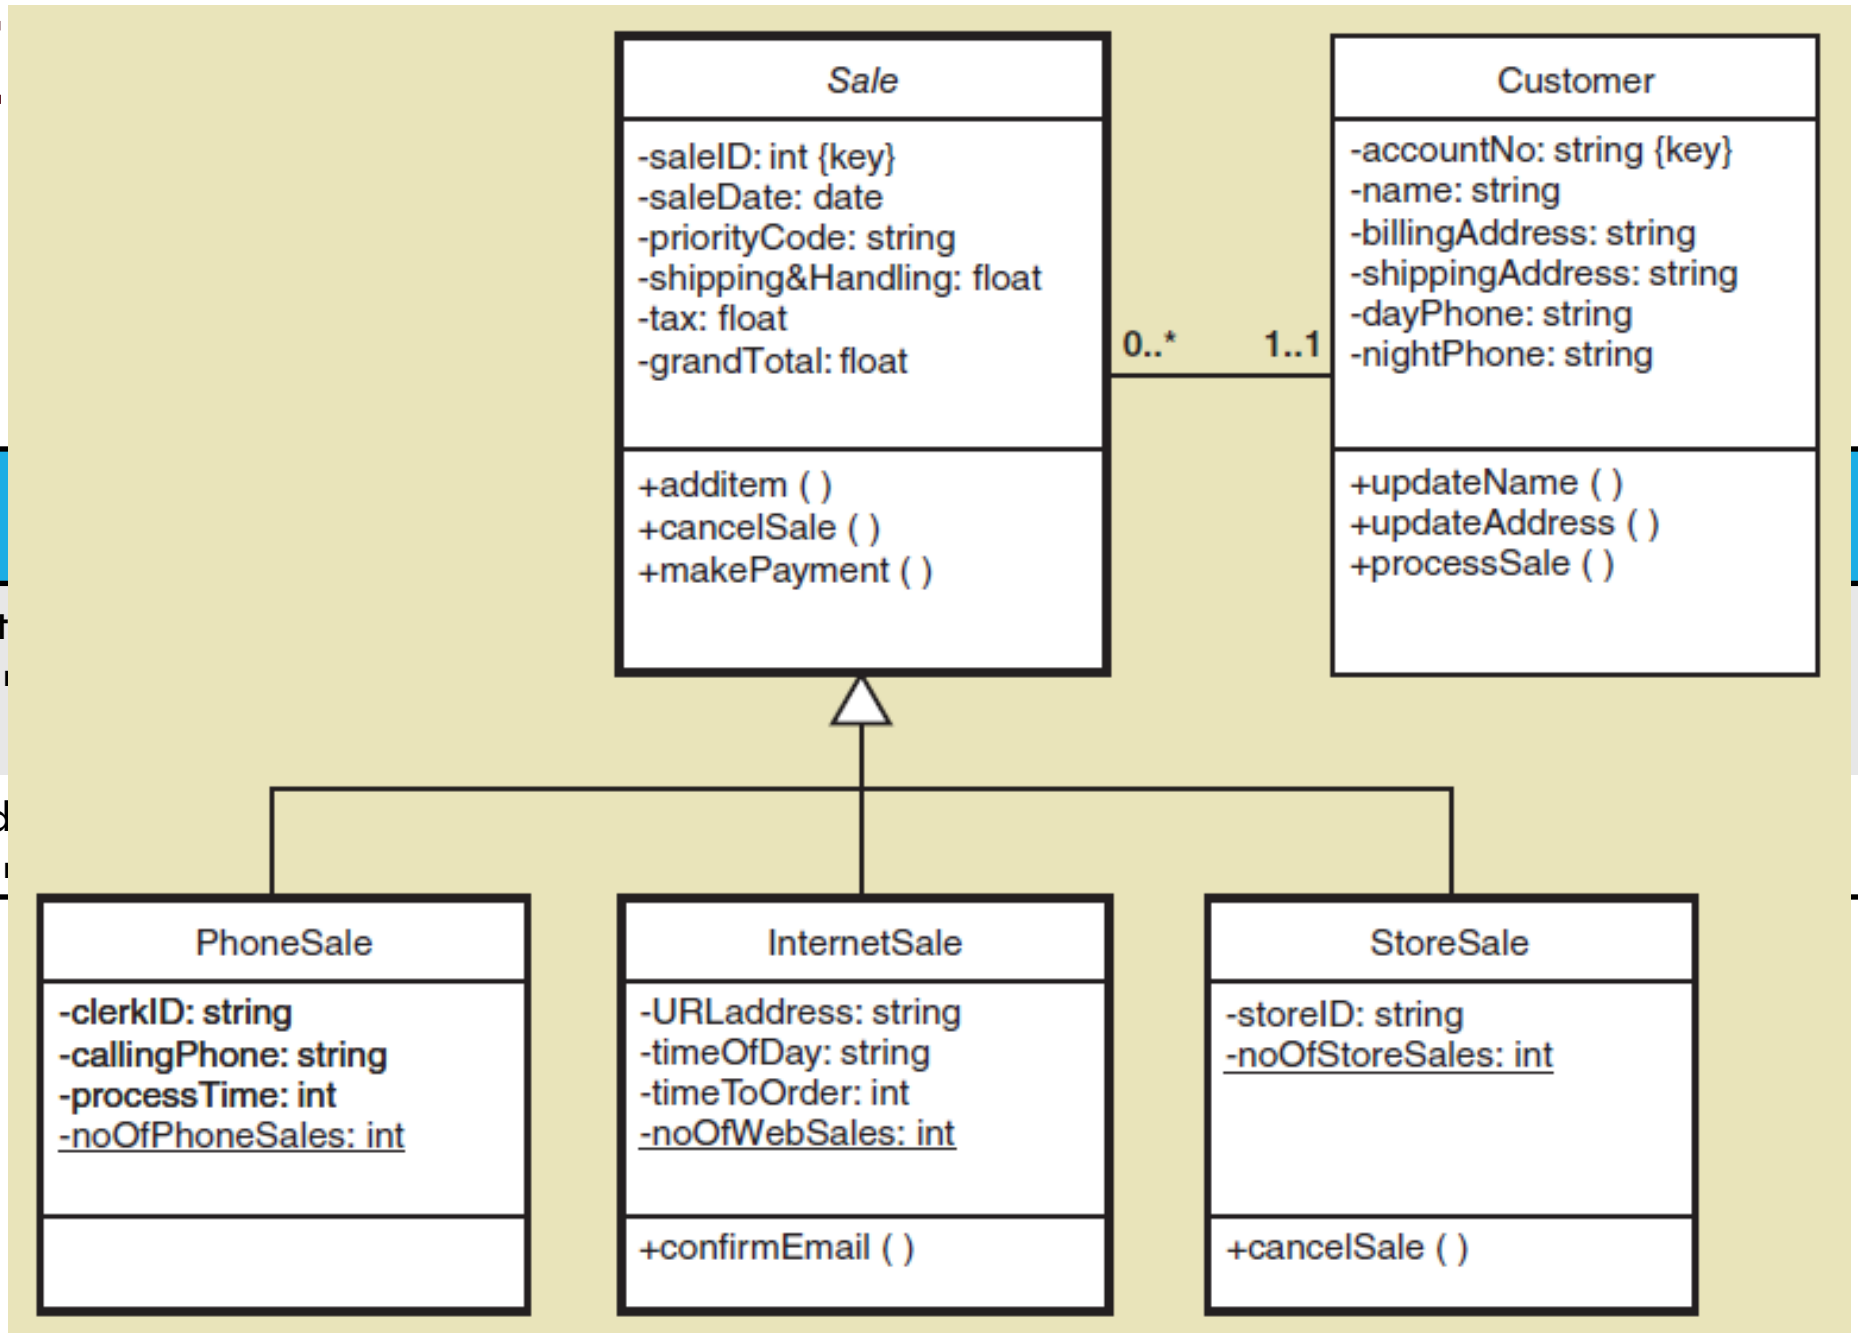 Sale
-saleID: int {key}
-saleDate: date
-priorityCode: string
-shipping&Handling: float
-tax: float
-grandTotal: float
+additem ( )
+cancelSale ( )
+makePayment ( )
0..* 1..1
Customer
-accountNo: string {key}
-name: string
-billingAddress: string
-shippingAddress: string
-dayPhone: string
-nightPhone: string
+updateName ( )
+updateAddress ( )
+processSale ( )
PhoneSale
-clerkID: string
-callingPhone: string
-processTime: int
-noOfPhoneSales: int
InternetSale
-URLaddress: string
-timeOfDay: string
-timeToOrder: int
-noOfWebSales: int
+confirmEmail ( )
StoreSale
-storeID: string
-noOfStoreSales: int
+cancelSale ( )